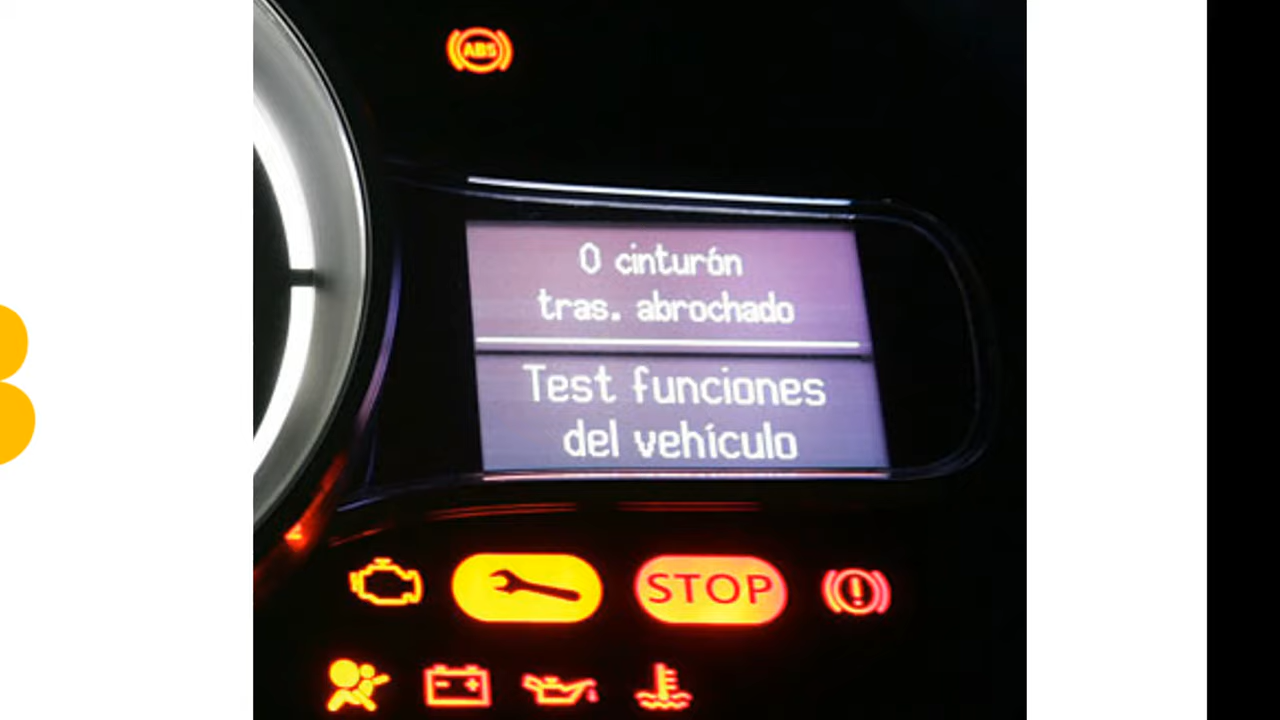 ABS
0 cinturón
tras. abrochado
Test funciones
del vehículo
STOP